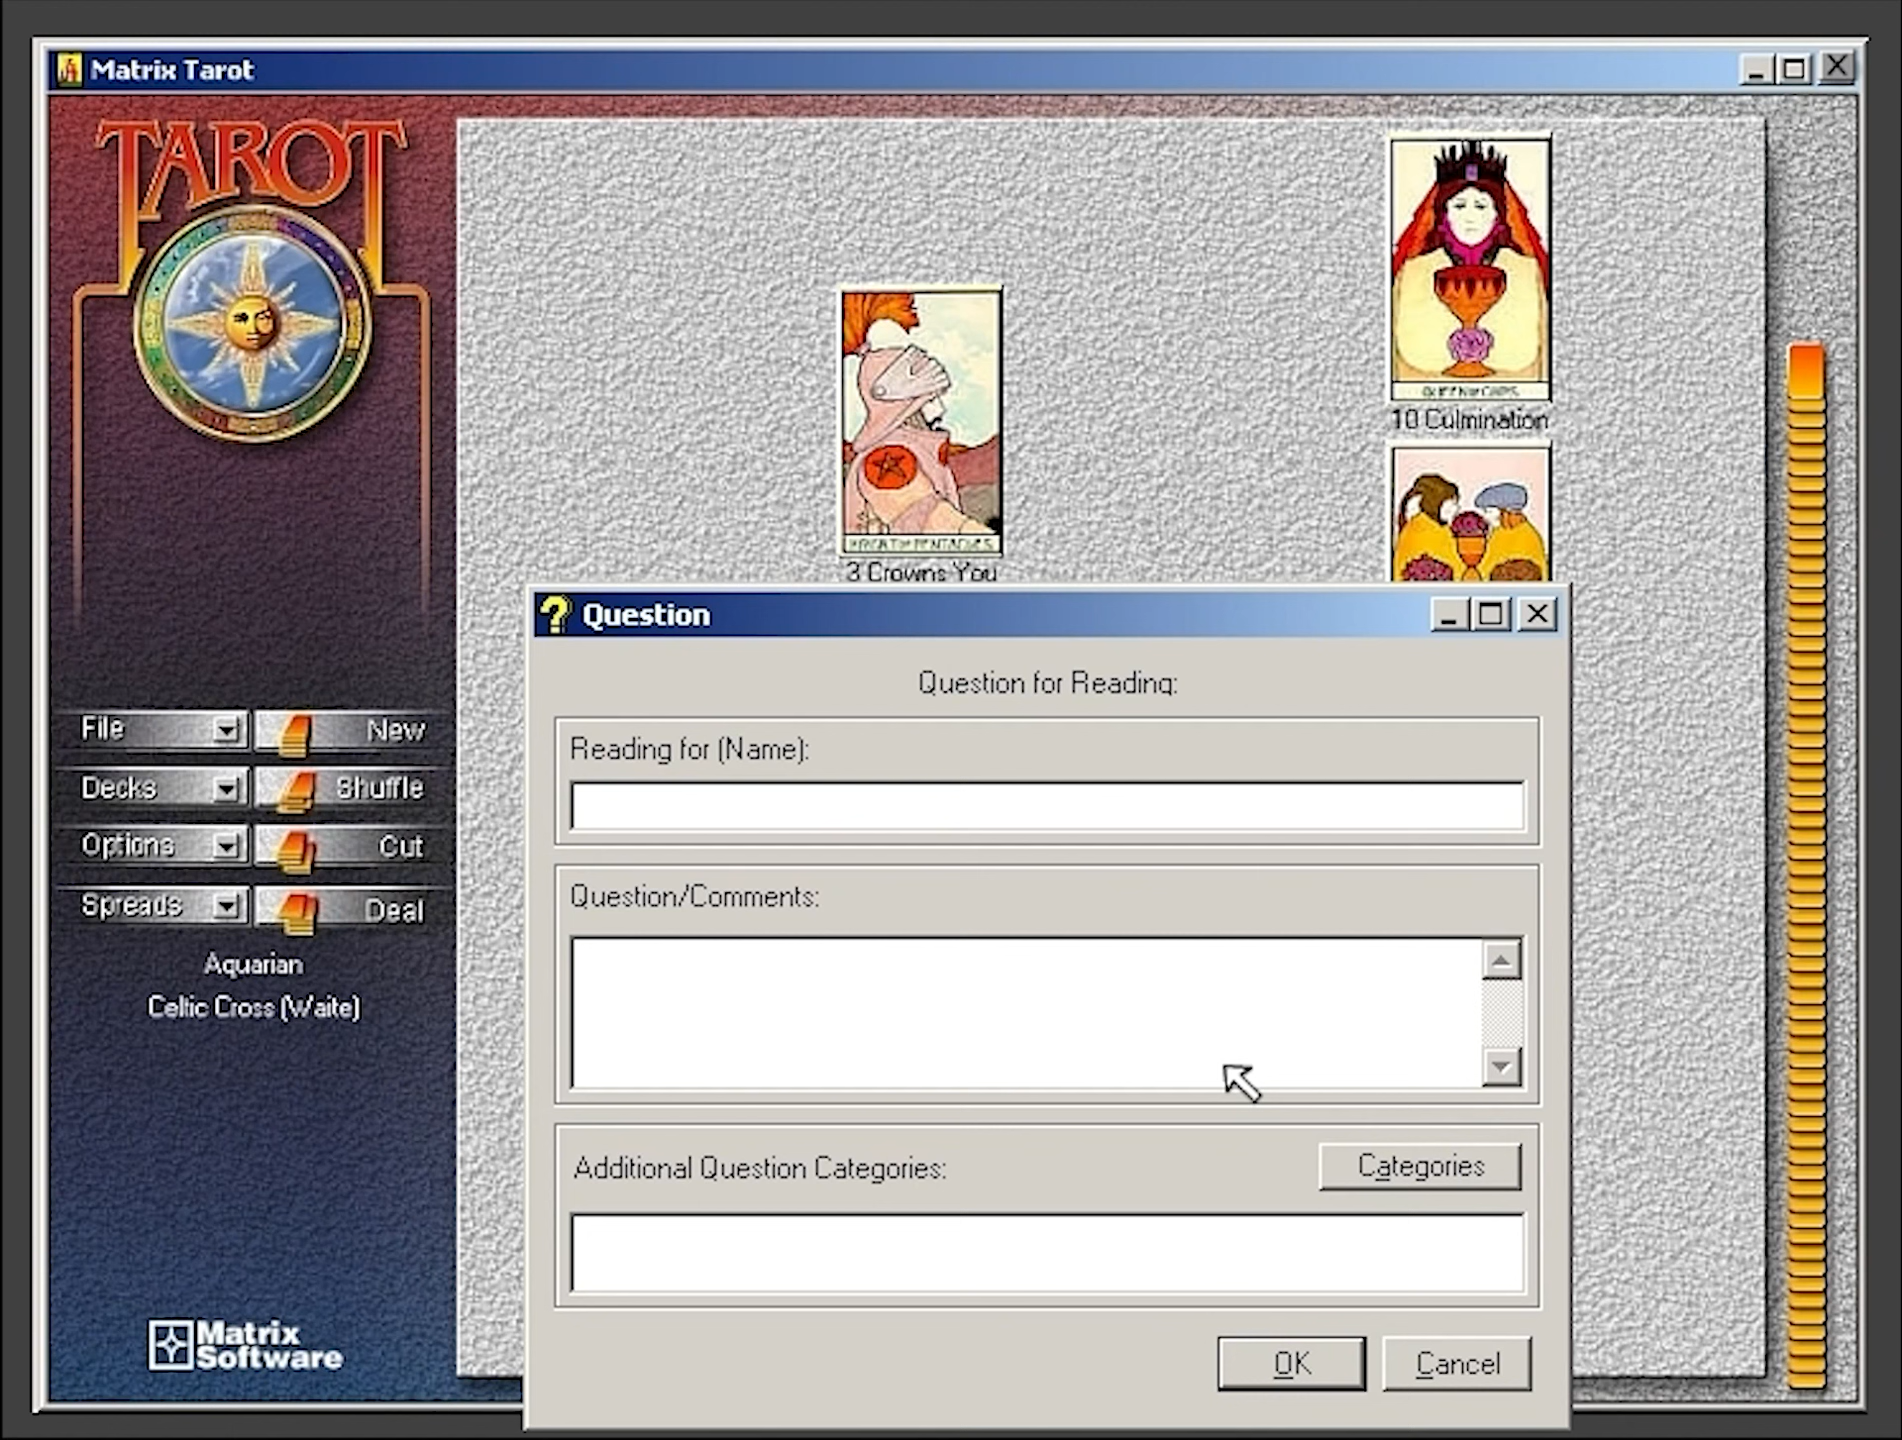 Matrix Tarot
TAROT
10 Culmination
3 Crowns You
Question
Question for Reading:
Reading for (Name):
Question/Comments:
Additional Question Categories:
Categories
OK
Cancel
File
New
Decks
Shuffle
Options
Cut
Spreads
Deal
Aquarian
Celtic Cross (Waite)
Matrix
Software